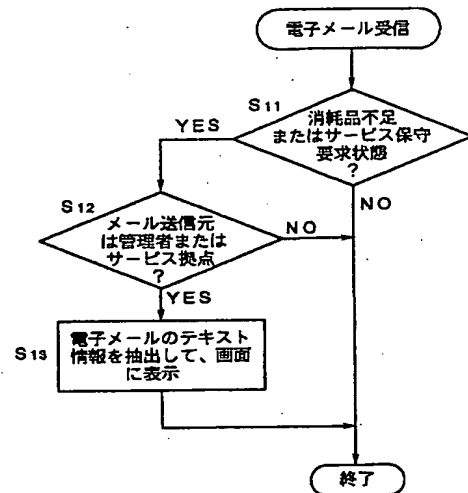 電子メール受信
S11
消耗品不足
またはサービス保守
要求状態
?
YES
NO
S12
メール送信元
は管理者または
サービス拠点
?
NO
YES
S13
電子メールのテキスト
情報を抽出して、画面
に表示
終了